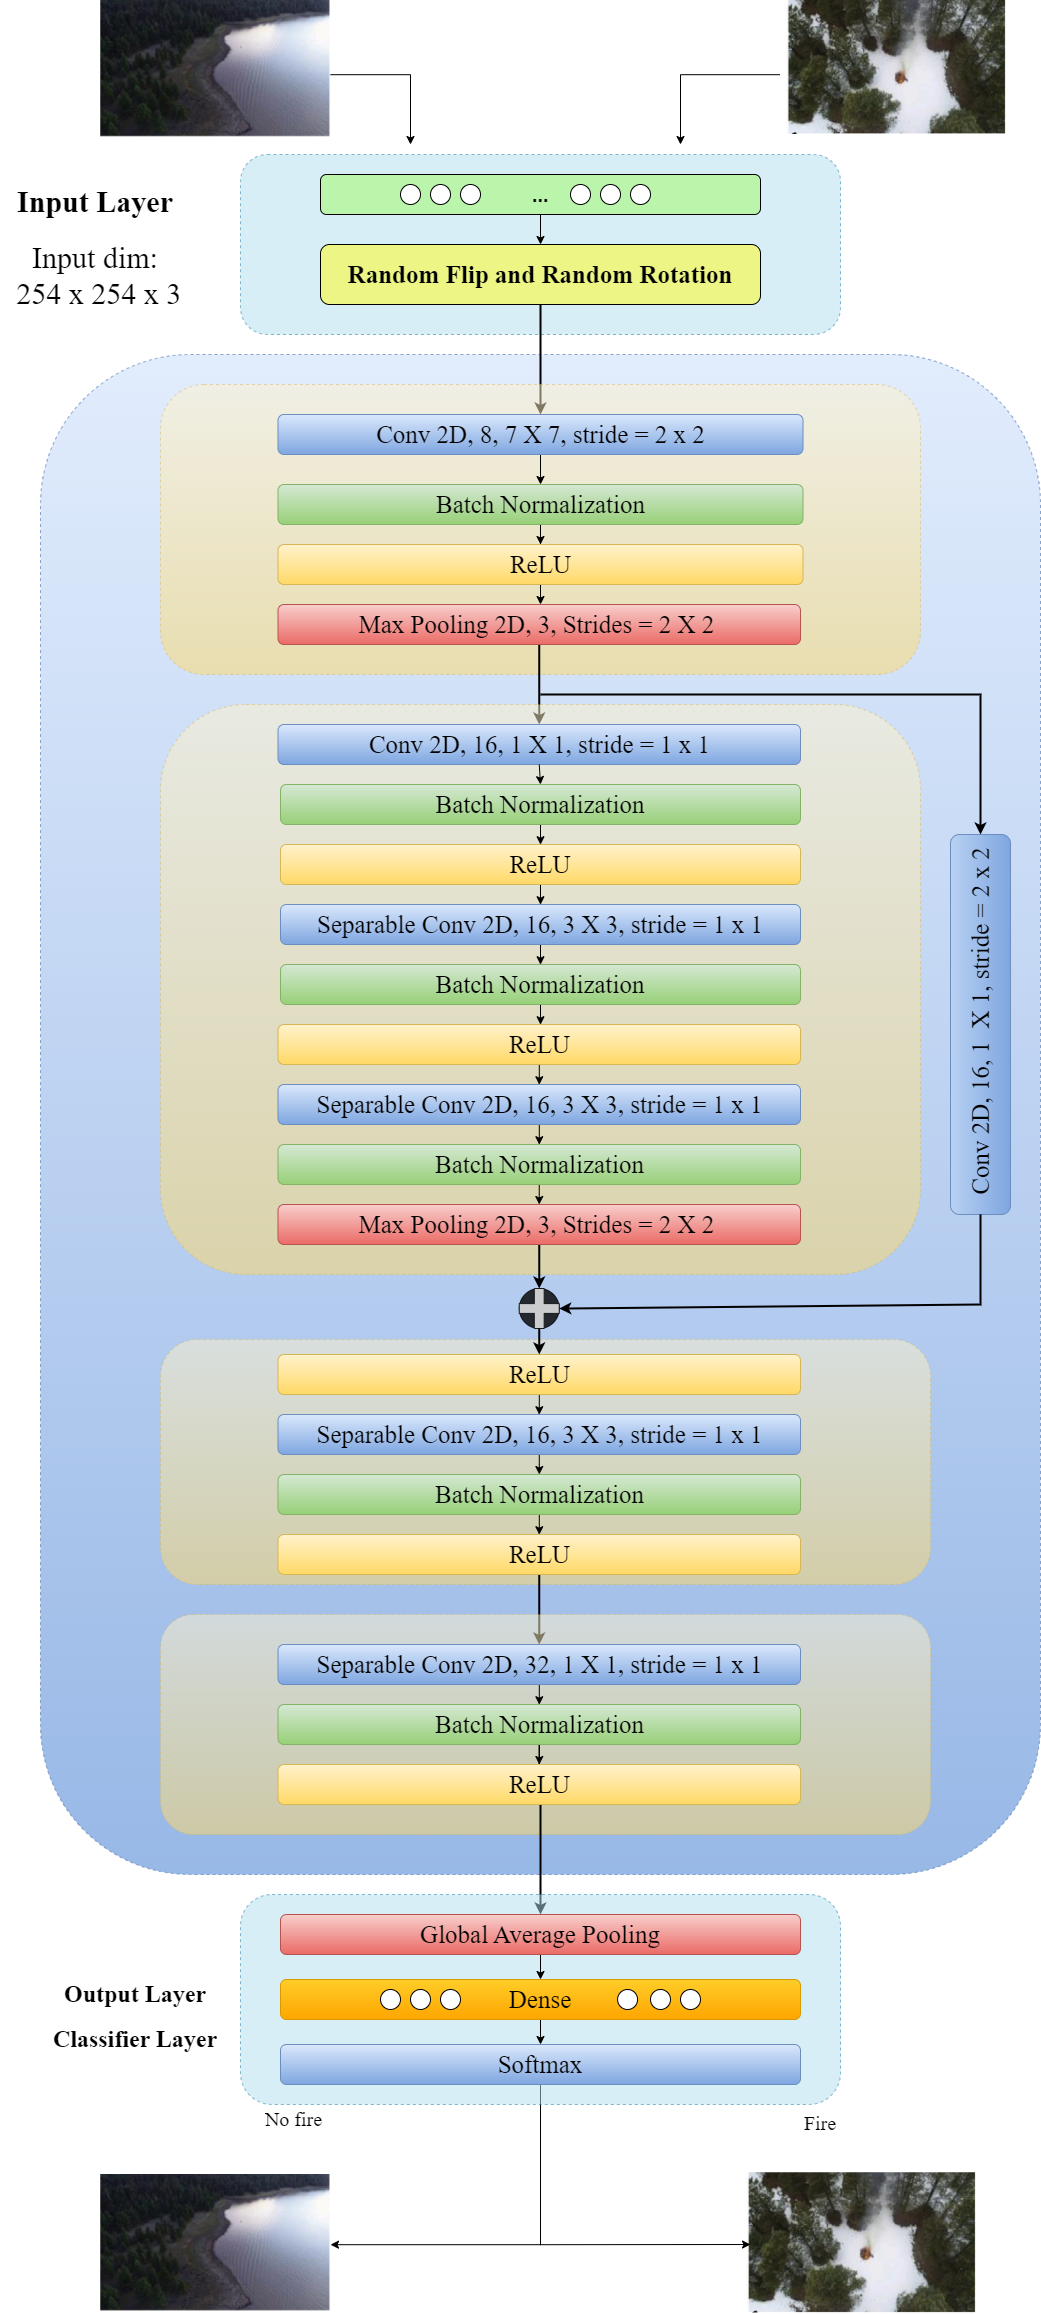 Input Layer
Input dim:
254 x 254 x 3
...
Random Flip and Random Rotation
Conv 2D, 8, 7 X 7, stride = 2 x 2
Batch Normalization
ReLU
Max Pooling 2D, 3, Strides = 2 X 2
Conv 2D, 16, 1 X 1, stride = 1 x 1
Batch Normalization
ReLU
Separable Conv 2D, 16, 3 X 3, stride = 1 x 1
Batch Normalization
ReLU
Separable Conv 2D, 16, 3 X 3, stride = 1 x 1
Batch Normalization
Max Pooling 2D, 3, Strides = 2 X 2
Conv 2D, 16, 1 X 1, stride = 2 x 2
ReLU
Separable Conv 2D, 16, 3 X 3, stride = 1 x 1
Batch Normalization
ReLU
Separable Conv 2D, 32, 1 X 1, stride = 1 x 1
Batch Normalization
ReLU
Global Average Pooling
Output Layer
Dense
Classifier Layer
Softmax
No fire
Fire